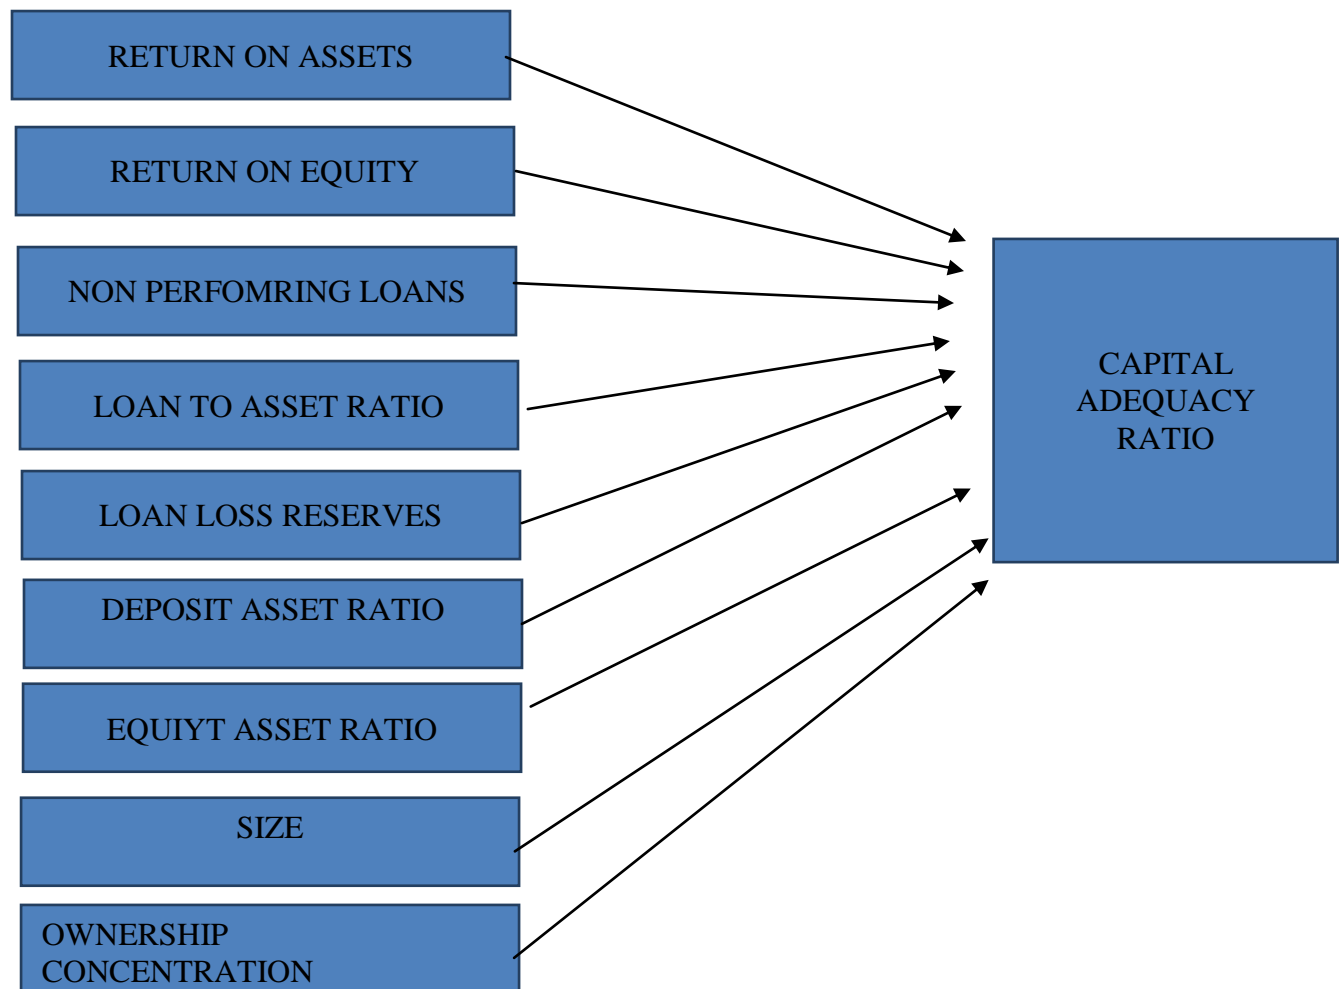 RETURN ON ASSETS
RETURN ON EQUITY
NON PERFOMRING LOANS
LOAN TO ASSET RATIO
LOAN LOSS RESERVES
DEPOSIT ASSET RATIO
EQUIYT ASSET RATIO
SIZE
OWNERSHIP
CONCENTRATION
CAPITAL
ADEQUACY
RATIO